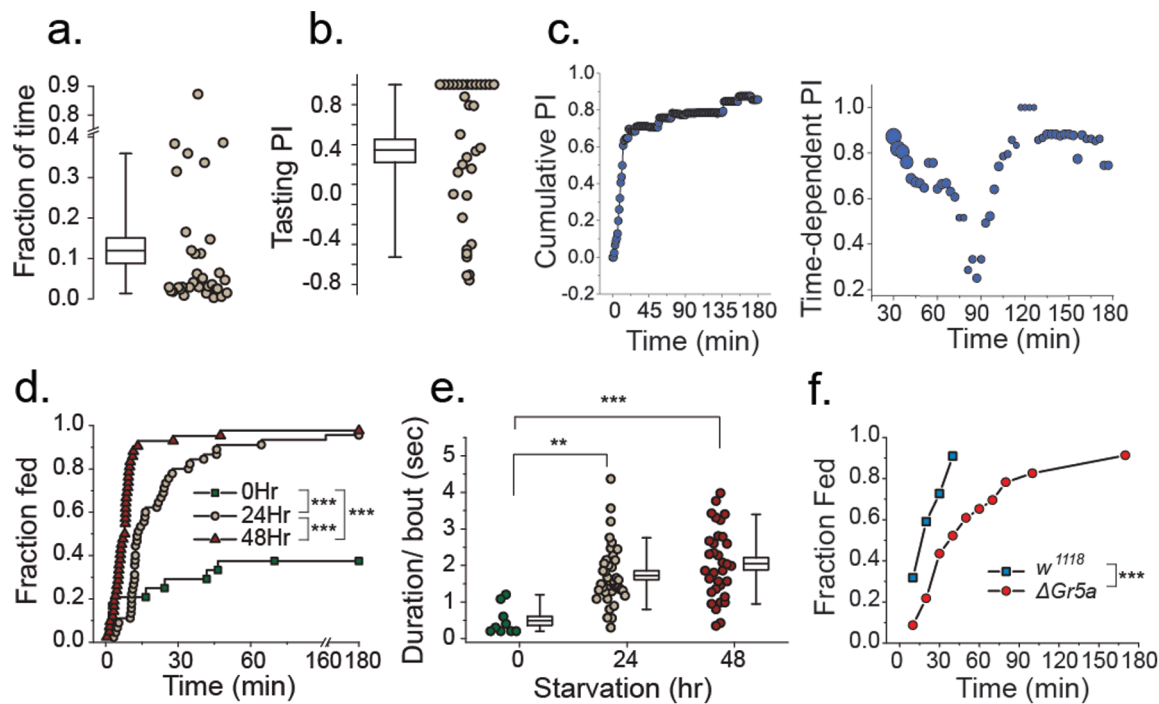 a.
b.
c.
Fraction of time
0.9
0.8
0.4
0.3
0.2
0.1
0.0
Tasting PI
0.8
0.4
0.0
-0.4
-0.8
Cumulative PI
1.0
0.8
0.6
0.4
0.2
0.0
-0.2
0 45 90 135 180
Time (min)
Time-dependent PI
1.0
0.8
0.6
0.4
0.2
30 60 90 120 150 180
Time (min)
d.
e.
f.
Fraction fed
1.0
0.8
0.6
0.4
0.2
0.0
0Hr
24Hr
48Hr
***
***
***
0 30 60 160 180
Time (min)
Duration/ bout (sec)
5
4
3
2
1
0
**
***
0 24 48
Starvation (hr)
Fraction Fed
1.0
0.8
0.6
0.4
0.2
0.0
w1118
ΔGr5a
***
0 30 60 90 120 150 180
Time (min)